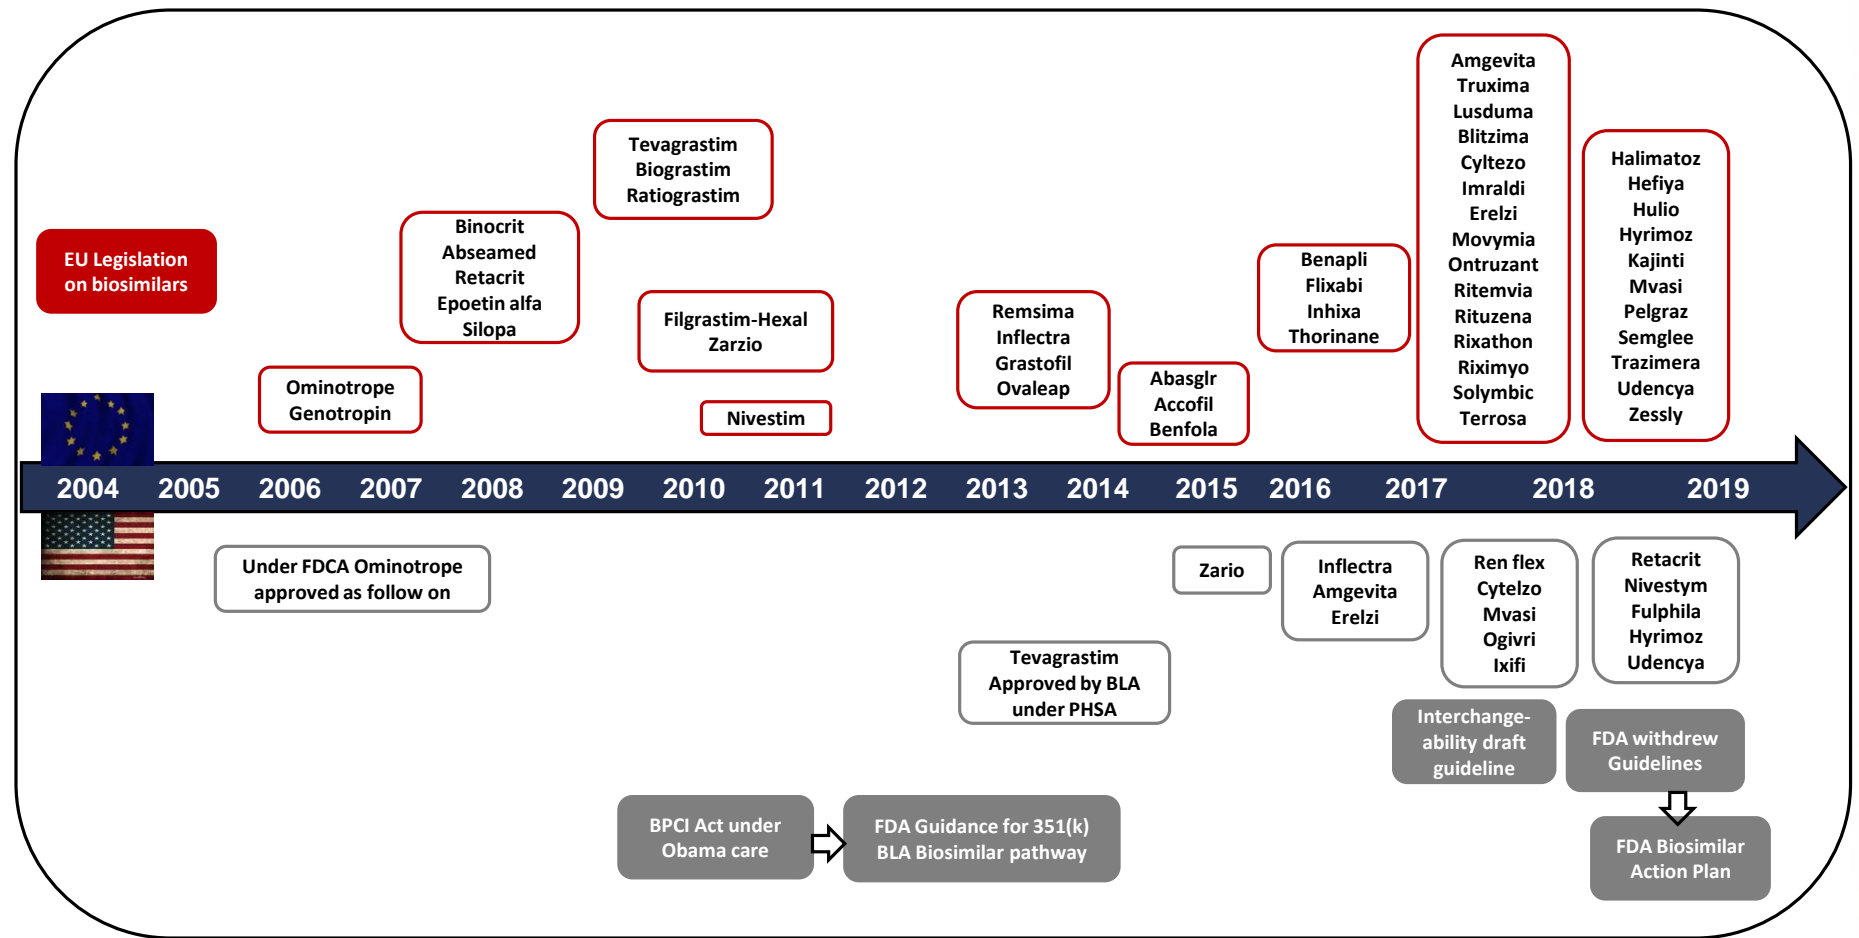 EU Legislation
on biosimilars
Ominotrope
Genotropin
Binocrit
Abseamed
Retacrit
Epoetin alfa
Silopa
Tevagrastim
Biograstim
Ratiograstim
Filgrastim-Hexal
Zarzio
Nivestim
Remsima
Inflectra
Grastofil
Ovaleap
Abasglr
Accofil
Benfola
Benapli
Flixabi
Inhixa
Thorinane
Amgevita
Truxima
Lusduma
Blitzima
Cyltezo
Imraldi
Erelzi
Movymia
Ontruzant
Ritemvia
Rituzena
Rixathon
Riximyo
Solymbic
Terrosa
Halimatoz
Hefiya
Hulio
Hyrimoz
Kajinti
Mvasi
Pelgraz
Semglee
Trazimera
Udencya
Zessly
2004 2005 2006 2007 2008 2009 2010 2011 2012 2013 2014 2015 2016 2017 2018 2019
Under FDCA Ominotrope
approved as follow on
Tevagrastim
Approved by BLA
under PHSA
Zario
Inflectra
Amgevita
Erelzi
Ren flex
Cytelzo
Mvasi
Ogivri
Ixifi
Retacrit
Nivestym
Fulphila
Hyrimoz
Udencya
Interchange-
ability draft
guideline
FDA withdrew
Guidelines
BPCI Act under
Obama care
FDA Guidance for 351(k)
BLA Biosimilar pathway
FDA Biosimilar
Action Plan